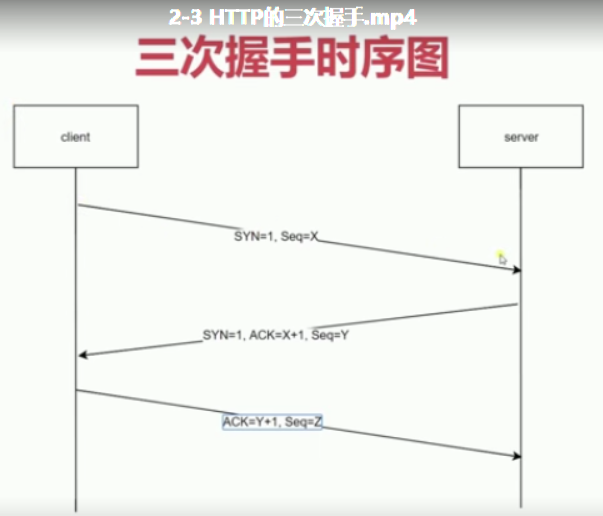 2-3 HTTP的三次握手.mp4
三次握手时序图
client
server
SYN=1, Seq=X
SYN=1, ACK=X+1, Seq=Y
ACK=Y+1, Seq=Z